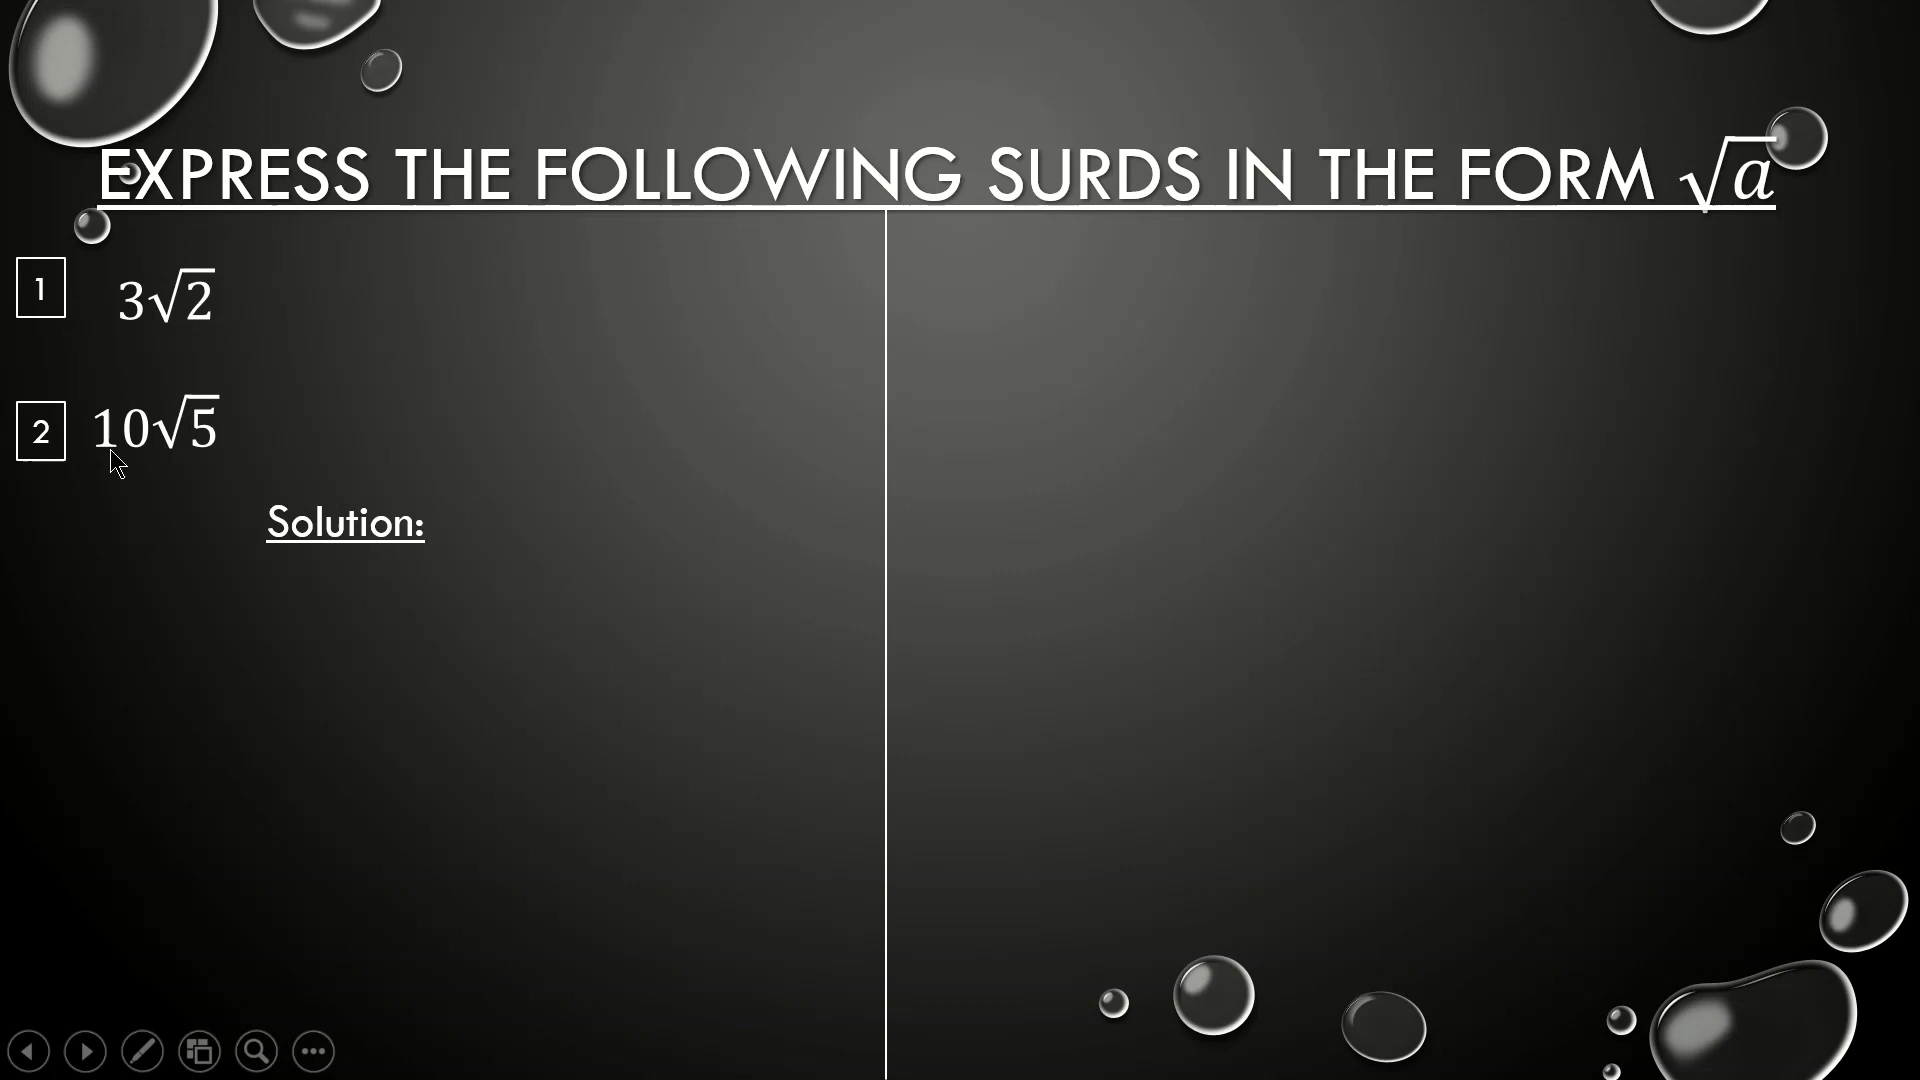 EXPRESS THE FOLLOWING SURDS IN THE FORM √a
1 3√2
2 10√5
Solution: